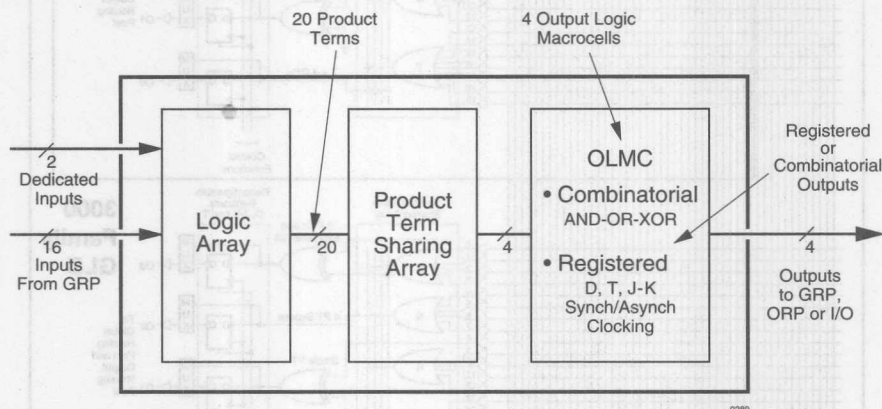 20 Product
Terms
4 Output Logic
Macrocells
2
Dedicated
Inputs
16
Inputs
From GRP
Logic
Array
20
Product
Term
Sharing
Array
4
OLMC
• Combinatorial
AND-OR-XOR
• Registered
D, T, J-K
Synch/Asynch
Clocking
Registered
or
Combinatorial
Outputs
4
Outputs
to GRP,
ORP or I/O